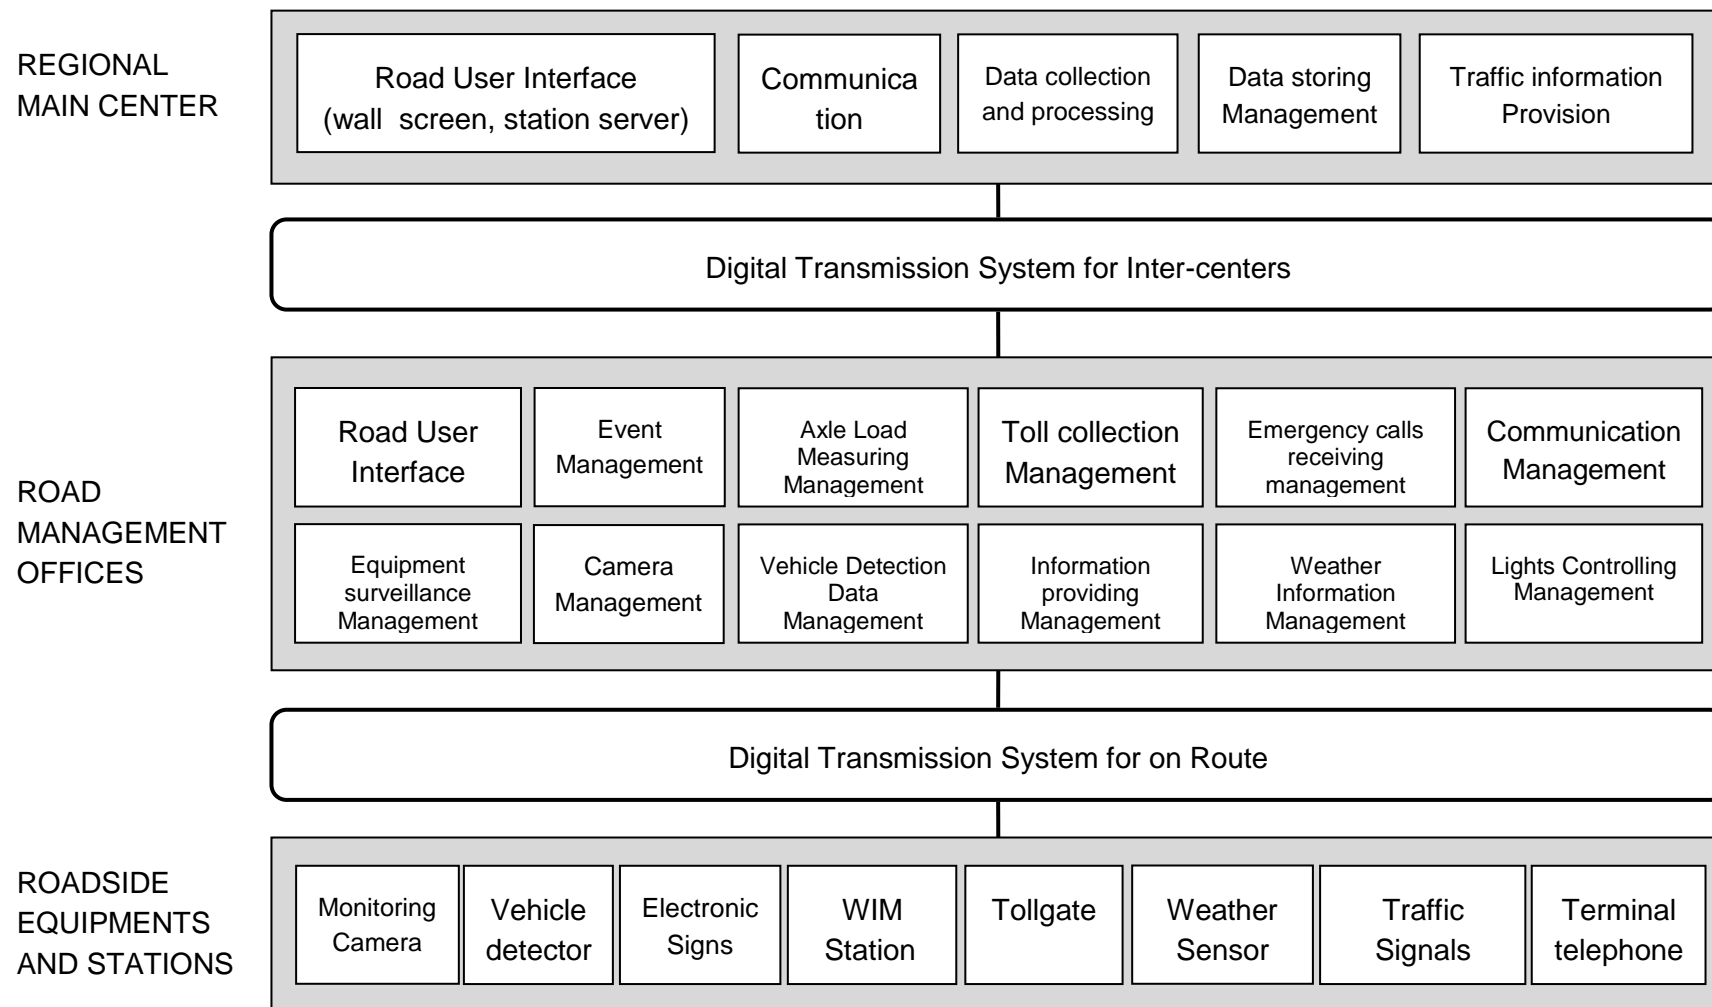 REGIONAL
MAIN CENTER
Road User Interface
(wall screen, station server)
Communica
tion
Data collection
and processing
Data storing
Management
Traffic information
Provision
Digital Transmission System for Inter-centers
ROAD
MANAGEMENT
OFFICES
Road User
Interface
Event
Management
Axle Load
Measuring
Management
Toll collection
Management
Emergency calls
receiving
management
Communication
Management
Equipment
surveillance
Management
Camera
Management
Vehicle Detection
Data
Management
Information
providing
Management
Weather
Information
Management
Lights Controlling
Management
Digital Transmission System for on Route
ROADSIDE
EQUIPMENTS
AND STATIONS
Monitoring
Camera
Vehicle
detector
Electronic
Signs
WIM
Station
Tollgate
Weather
Sensor
Traffic
Signals
Terminal
telephone